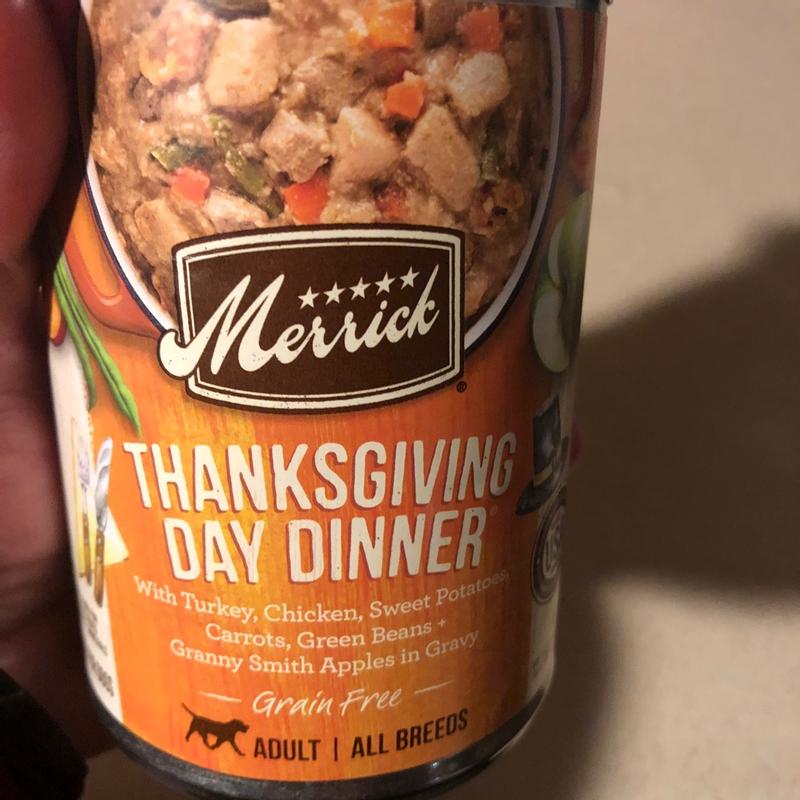 Merrick
®
THANKSGIVING
DAY DINNER®
With Turkey, Chicken, Sweet Potatoes,
Carrots, Green Beans +
Granny Smith Apples in Gravy
Grain Free
ADULT | ALL BREEDS